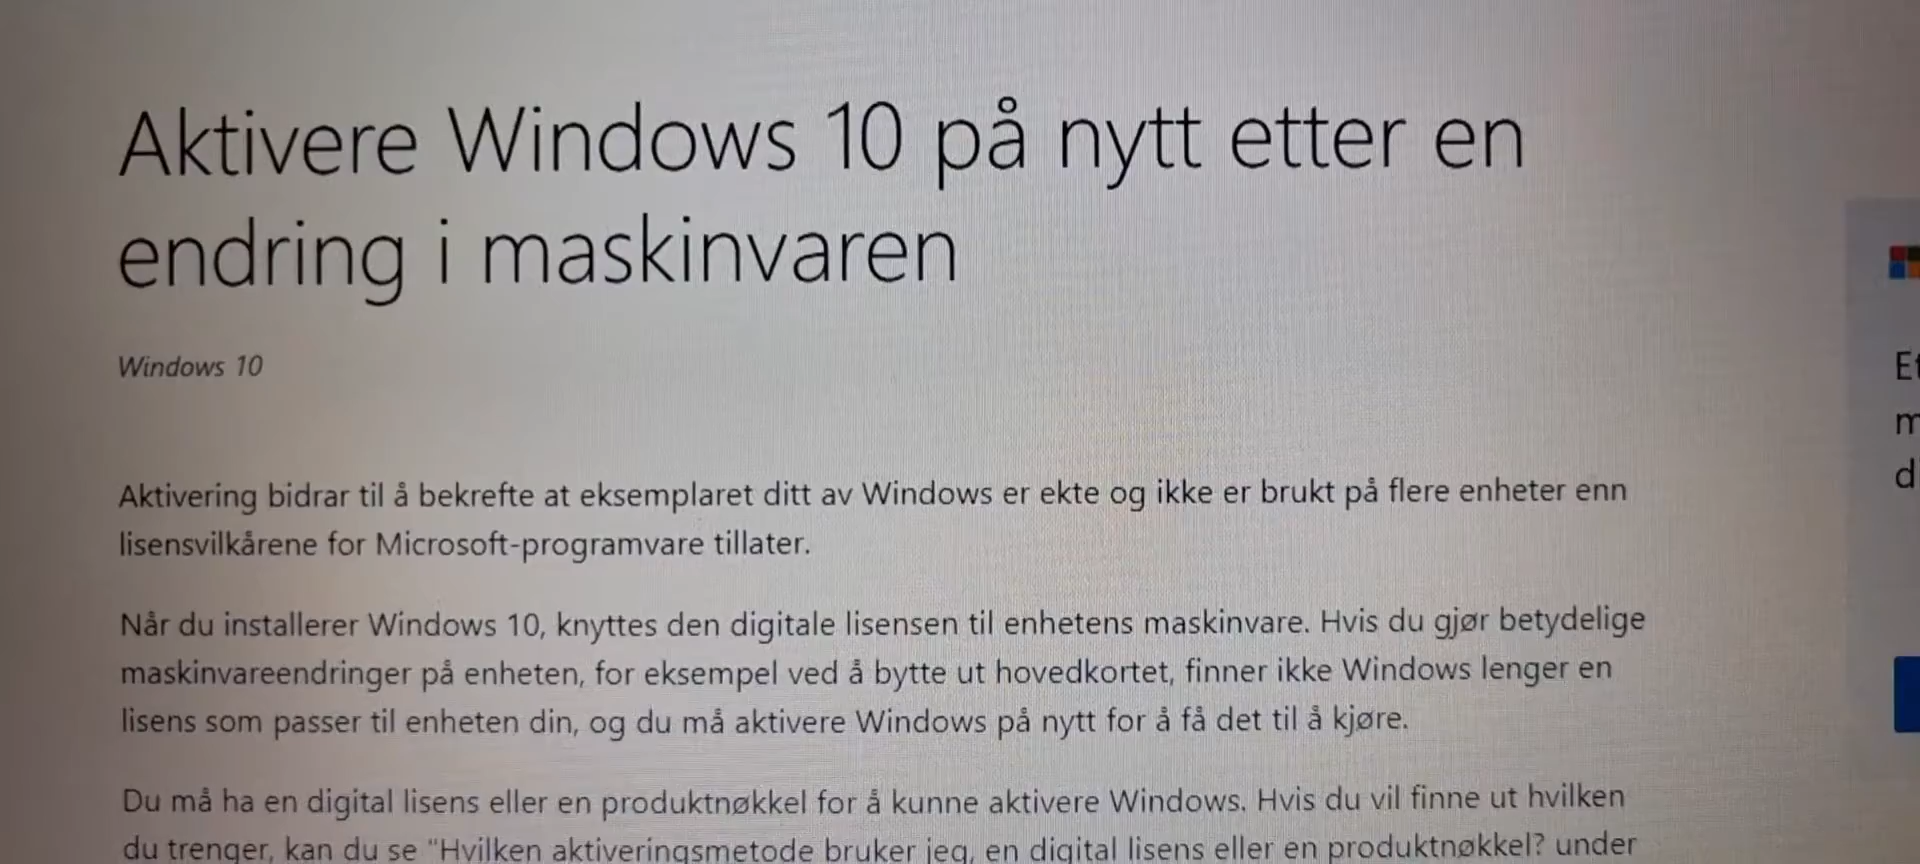 Aktivere Windows 10 på nytt etter en
endring i maskinvaren
Windows 10
Aktivering bidrar til å bekrefte at eksemplaret ditt av Windows er ekte og ikke er brukt på flere enheter enn
lisensvilkårene for Microsoft-programvare tillater.
Når du installerer Windows 10, knyttes den digitale lisensen til enhetens maskinvare. Hvis du gjør betydelige
maskinvareendringer på enheten, for eksempel ved å bytte ut hovedkortet, finner ikke Windows lenger en
lisens som passer til enheten din, og du må aktivere Windows på nytt for å få det til å kjøre.
Du må ha en digital lisens eller en produktnøkkel for å kunne aktivere Windows. Hvis du vil finne ut hvilken
du trenger, kan du se "Hvilken aktiveringsmetode bruker jeg, en digital lisens eller en produktnøkkel? under